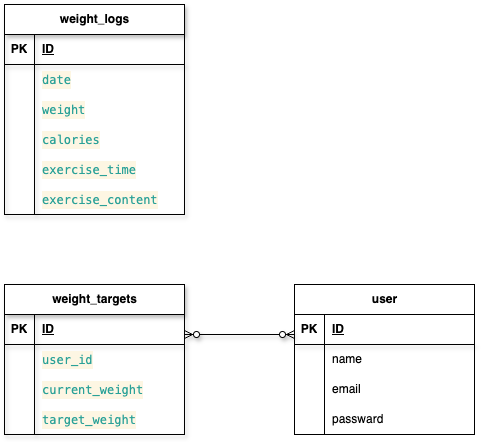 weight_logs
PK ID
date
weight
calories
exercise_time
exercise_content
weight_targets
PK ID
user_id
current_weight
target_weight
user
PK ID
name
email
passward